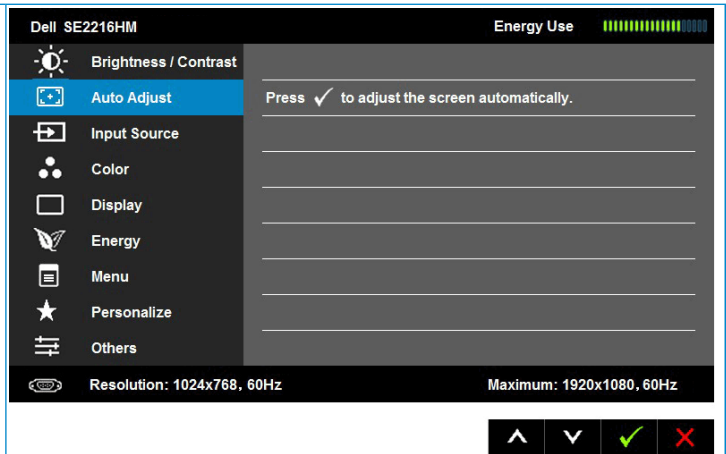 Dell SE2216HM Energy Use
Brightness / Contrast
Auto Adjust Press ✓ to adjust the screen automatically.
Input Source
Color
Display
Energy
Menu
Personalize
Others
Resolution: 1024x768, 60Hz Maximum: 1920x1080, 60Hz